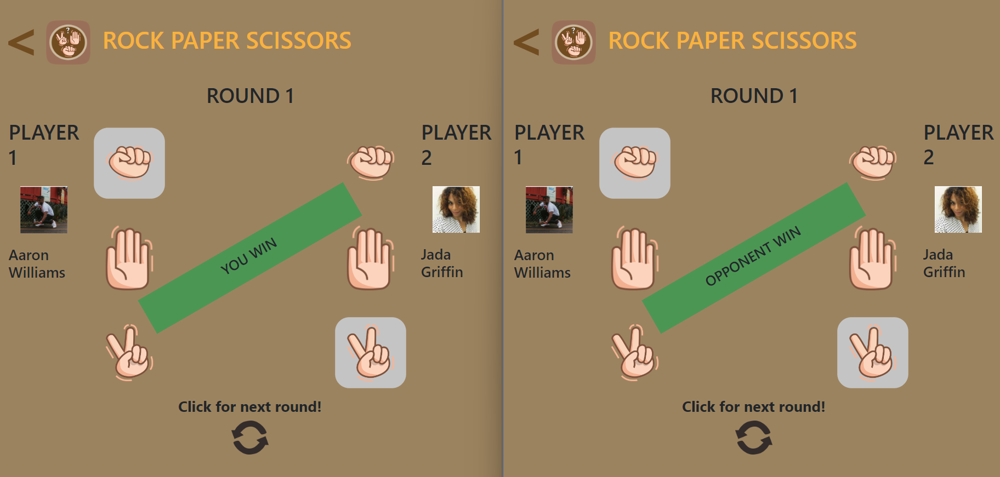 < ROCK PAPER SCISSORS
ROUND 1
PLAYER
1
PLAYER
2
Aaron
Williams
Jada
Griffin
YOU WIN
Click for next round!
< ROCK PAPER SCISSORS
ROUND 1
PLAYER
1
PLAYER
2
Aaron
Williams
Jada
Griffin
OPPONENT WIN
Click for next round!